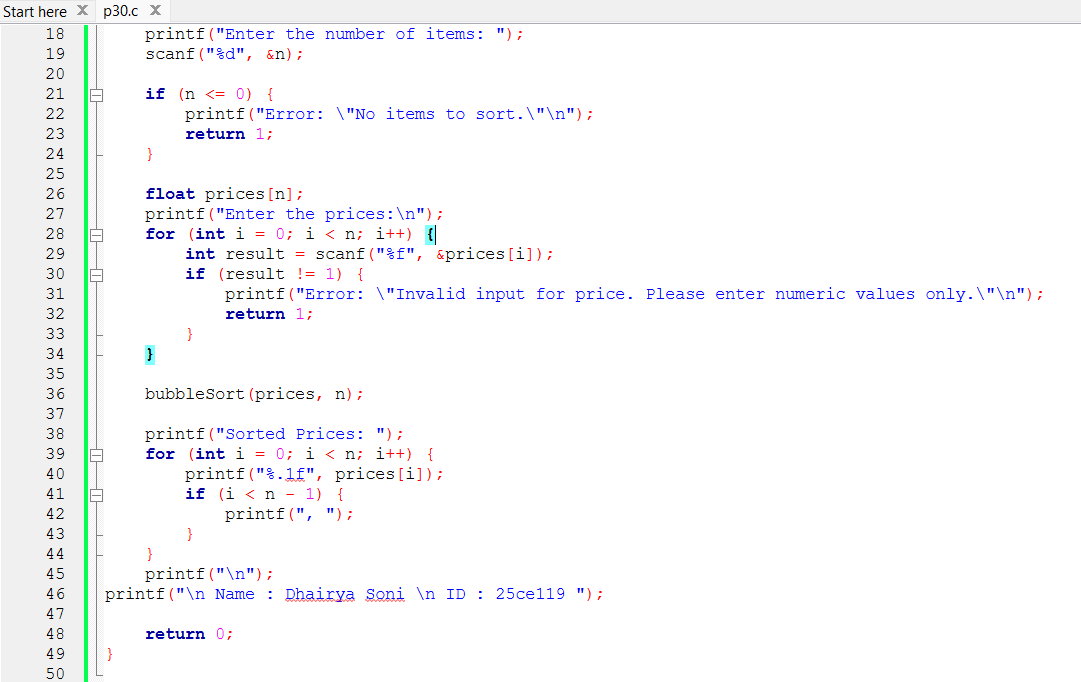 Start here X p30.c X
18 printf("Enter the number of items: ");
19 scanf("%d", &n);
20
21 if (n <= 0) {
22 printf("Error: \"No items to sort.\"\n");
23 return 1;
24 }
25
26 float prices[n];
27 printf("Enter the prices:\n");
28 for (int i = 0; i < n; i++) {
29 int result = scanf("%f", &prices[i]);
30 if (result != 1) {
31 printf("Error: \"Invalid input for price. Please enter numeric values only.\"\n");
32 return 1;
33 }
34 }
35
36 bubbleSort(prices, n);
37
38 printf("Sorted Prices: ");
39 for (int i = 0; i < n; i++) {
40 printf("%.1f", prices[i]);
41 if (i < n - 1) {
42 printf(", ");
43 }
44 }
45 printf("\n");
46 printf("\n Name : Dhairya Soni \n ID : 25ce119 ");
47
48 return 0;
49 }
50